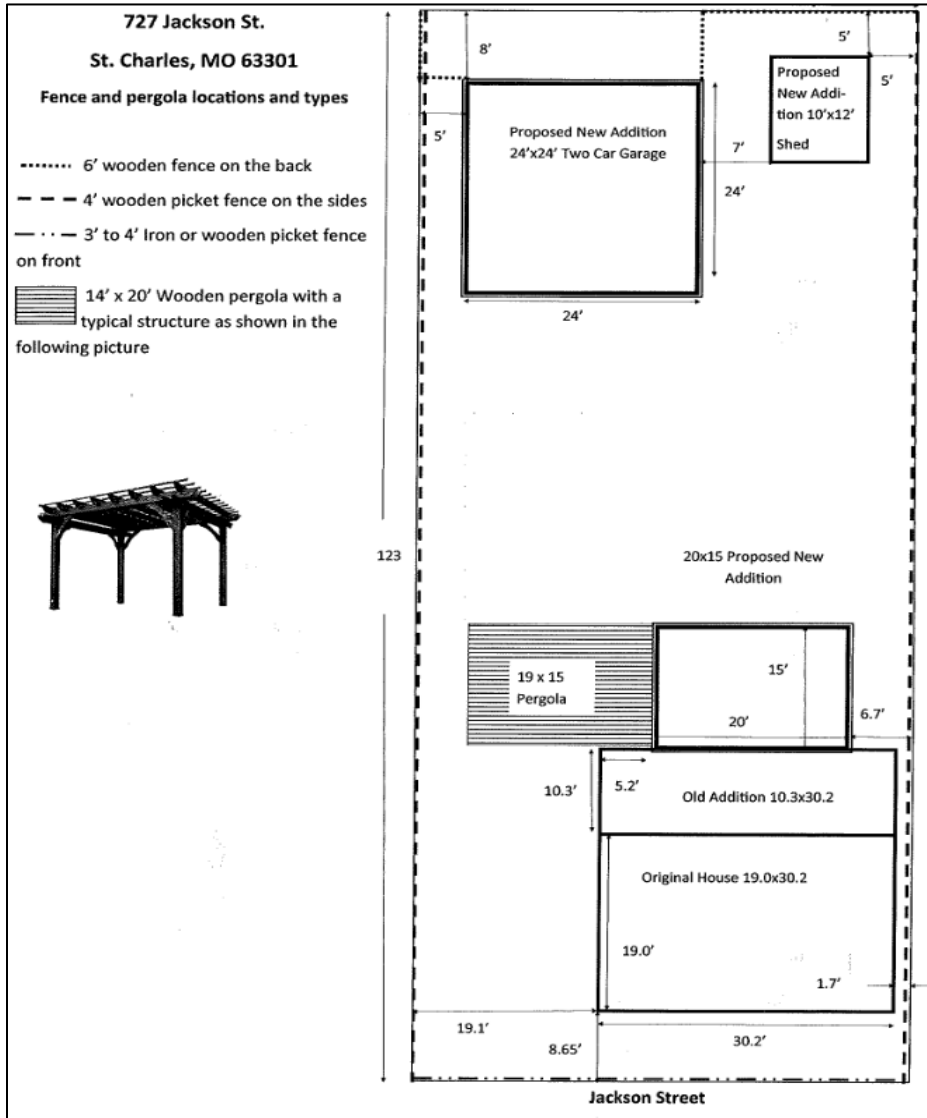 727 Jackson St.
St. Charles, MO 63301
Fence and pergola locations and types
6’ wooden fence on the back
4’ wooden picket fence on the sides
3’ to 4’ Iron or wooden picket fence
on front
14’ x 20’ Wooden pergola with a
typical structure as shown in the
following picture
8’
5’
5’
Proposed
New Addi-
tion 10’x12’
Shed
5’
Proposed New Addition
24’x24’ Two Car Garage
7’
24’
24’
123
20x15 Proposed New
Addition
19 x 15
Pergola
15’
20’
6.7’
10.3’
5.2’
Old Addition 10.3x30.2
Original House 19.0x30.2
19.0’
1.7’
19.1’
30.2’
8.65’
Jackson Street